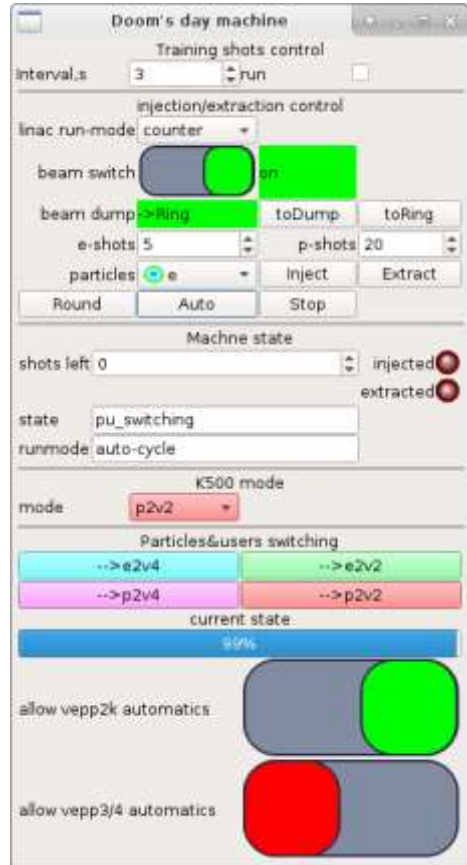 Doom's day machine
Training shots control
Interval,s 3 run
injection/extraction control
linac run-mode counter
beam switch on
beam dump ->Ring toDump toRing
e-shots 5 p-shots 20
particles e Inject Extract
Round Auto Stop
Machne state
shots left 0 injected
extracted
state pu_switching
runmode auto-cycle
K500 mode
mode p2v2
Particles&users switching
-->e2v4 -->e2v2
-->p2v4 -->p2v2
current state
99%
allow vepp2k automatics
allow vepp3/4 automatics